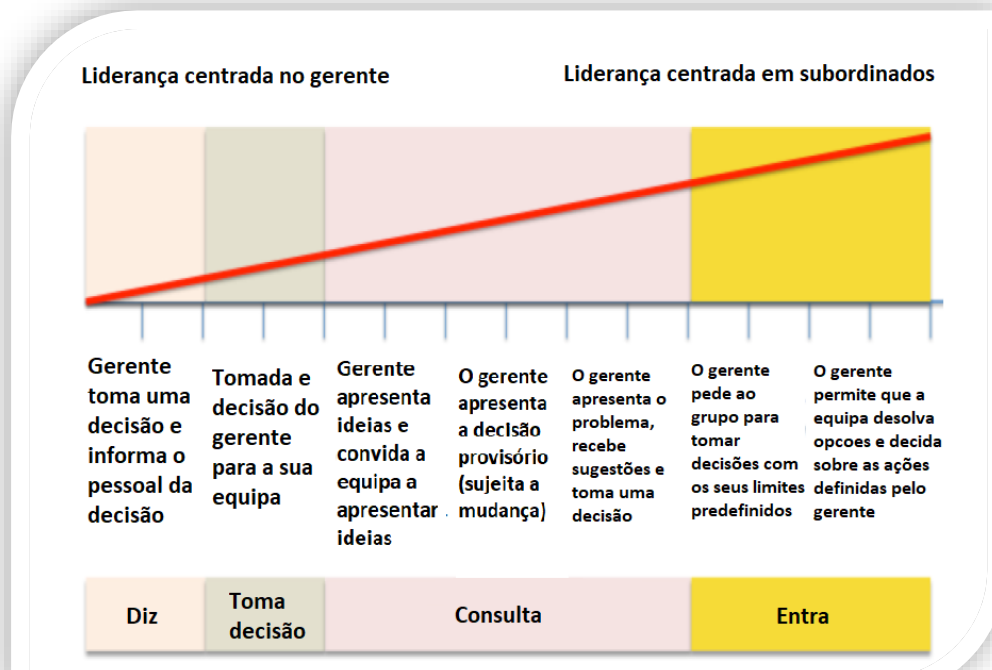 Liderança centrada no gerente
Liderança centrada em subordinados
Gerente
toma uma
decisão e
informa o
pessoal da
decisão
Tomada e
decisão do
gerente
para a sua
equipa
Gerente
apresenta
ideias e
convida a
equipa a
apresentar
ideias
O gerente
apresenta
a decisão
provisório
(sujeita a
mudança)
O gerente
apresenta o
problema,
recebe
sugestões e
toma uma
decisão
O gerente
pede ao
grupo para
tomar
decisões com
os seus limites
predefinidos
O gerente
permite que a
equipa desolva
opcoes e decida
sobre as ações
definidas pelo
gerente
Diz
Toma
decisão
Consulta
Entra